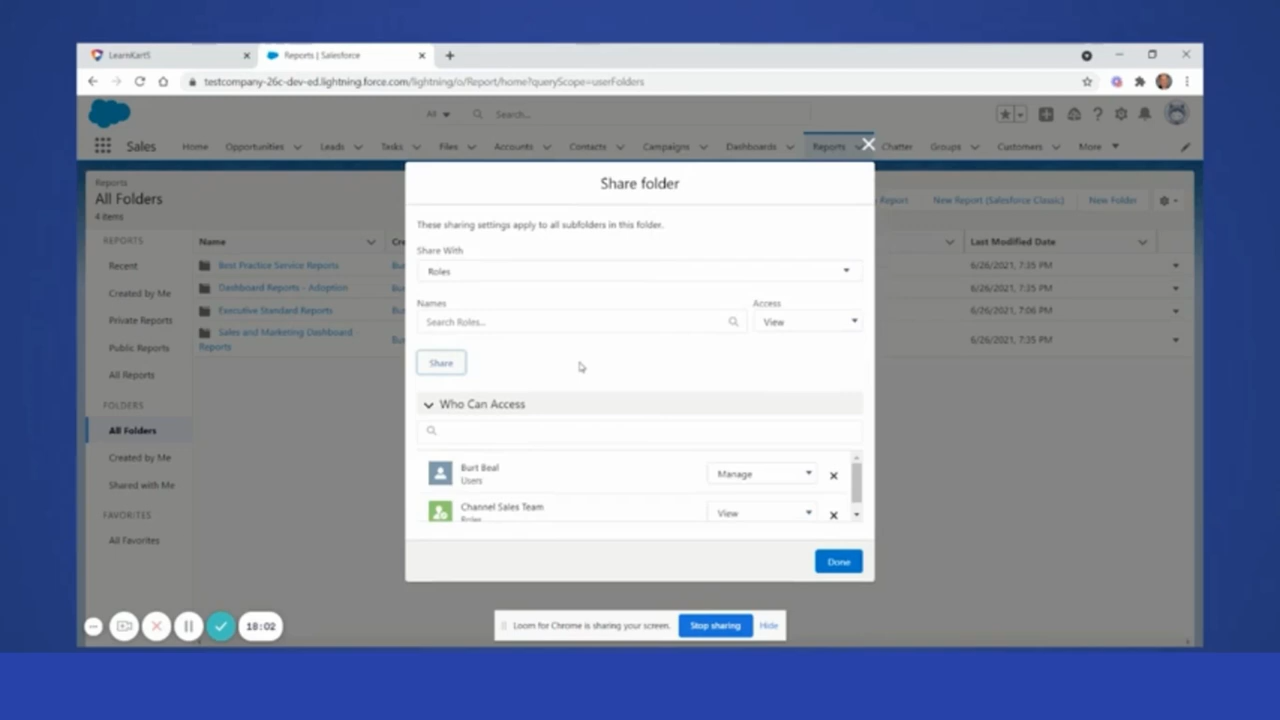 LearnKartS
Reports | Salesforce
testcompany-26c-dev-ed.lightning.force.com/lightning/o/Report/home?queryScope=userFolders
All
Search...
Sales
Home
Opportunities
Leads
Tasks
Files
Accounts
Contacts
Campaigns
Dashboards
Reports
Chatter
Groups
Customers
More
Reports
All Folders
4 items
Report
New Report (Salesforce Classic)
New Folder
REPORTS
Recent
Created by Me
Private Reports
Public Reports
All Reports
FOLDERS
All Folders
Created by Me
Shared with Me
FAVORITES
All Favorites
Name
Last Modified Date
Best Practice Service Reports
6/26/2021, 7:35 PM
Dashboard Reports - Adoption
6/26/2021, 7:35 PM
Executive Standard Reports
6/26/2021, 7:06 PM
Sales and Marketing Dashboard
Reports
6/26/2021, 7:35 PM
Share folder
These sharing settings apply to all subfolders in this folder.
Share With
Roles
Names
Access
Search Roles...
View
Share
Who Can Access
Burt Beal
Users
Manage
Channel Sales Team
Roles
View
Done
18:02
Loom for Chrome is sharing your screen.
Stop sharing
Hide